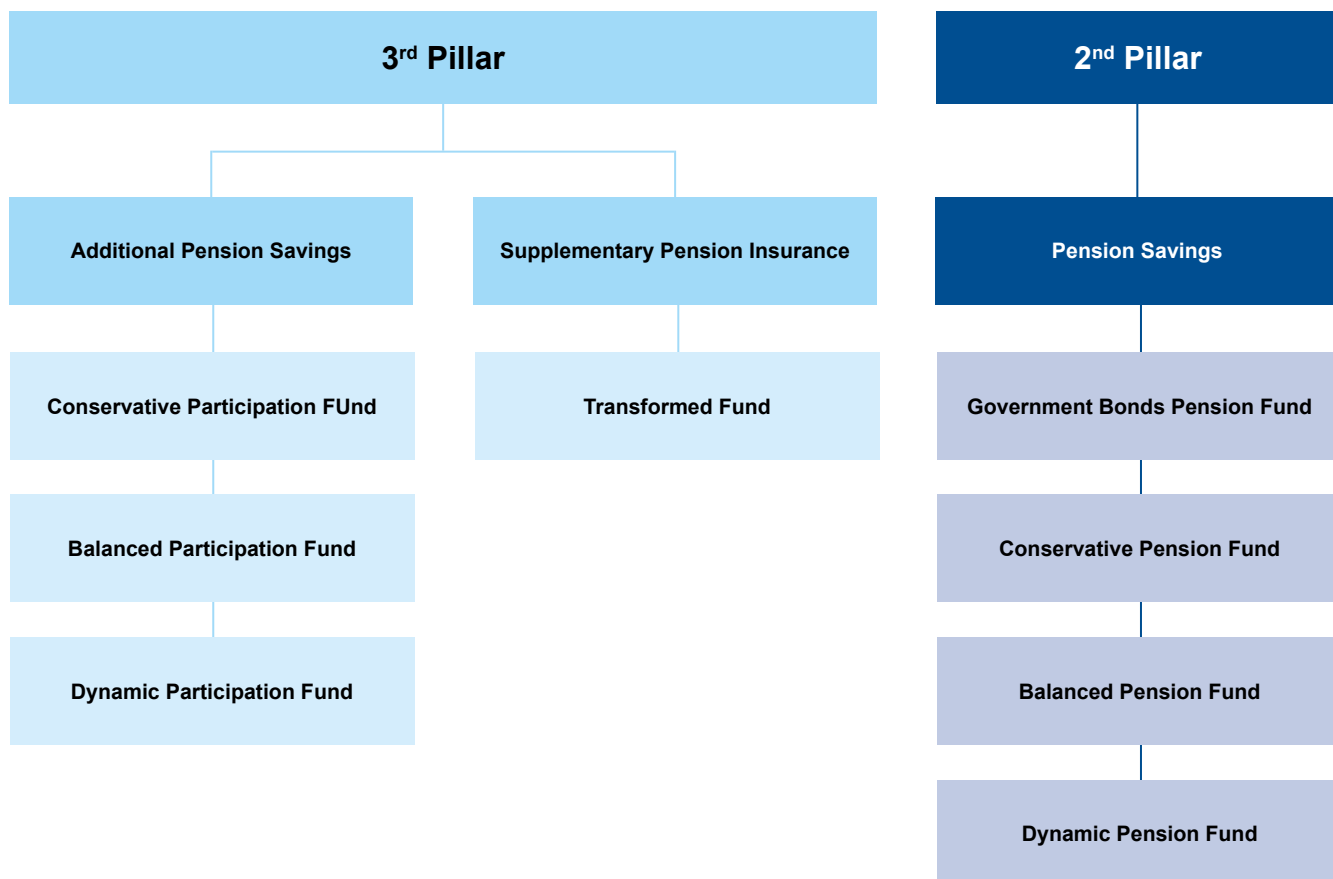 3rd Pillar
2nd Pillar
Additional Pension Savings
Supplementary Pension Insurance
Pension Savings
Conservative Participation FUnd
Transformed Fund
Government Bonds Pension Fund
Balanced Participation Fund
Conservative Pension Fund
Dynamic Participation Fund
Balanced Pension Fund
Dynamic Pension Fund